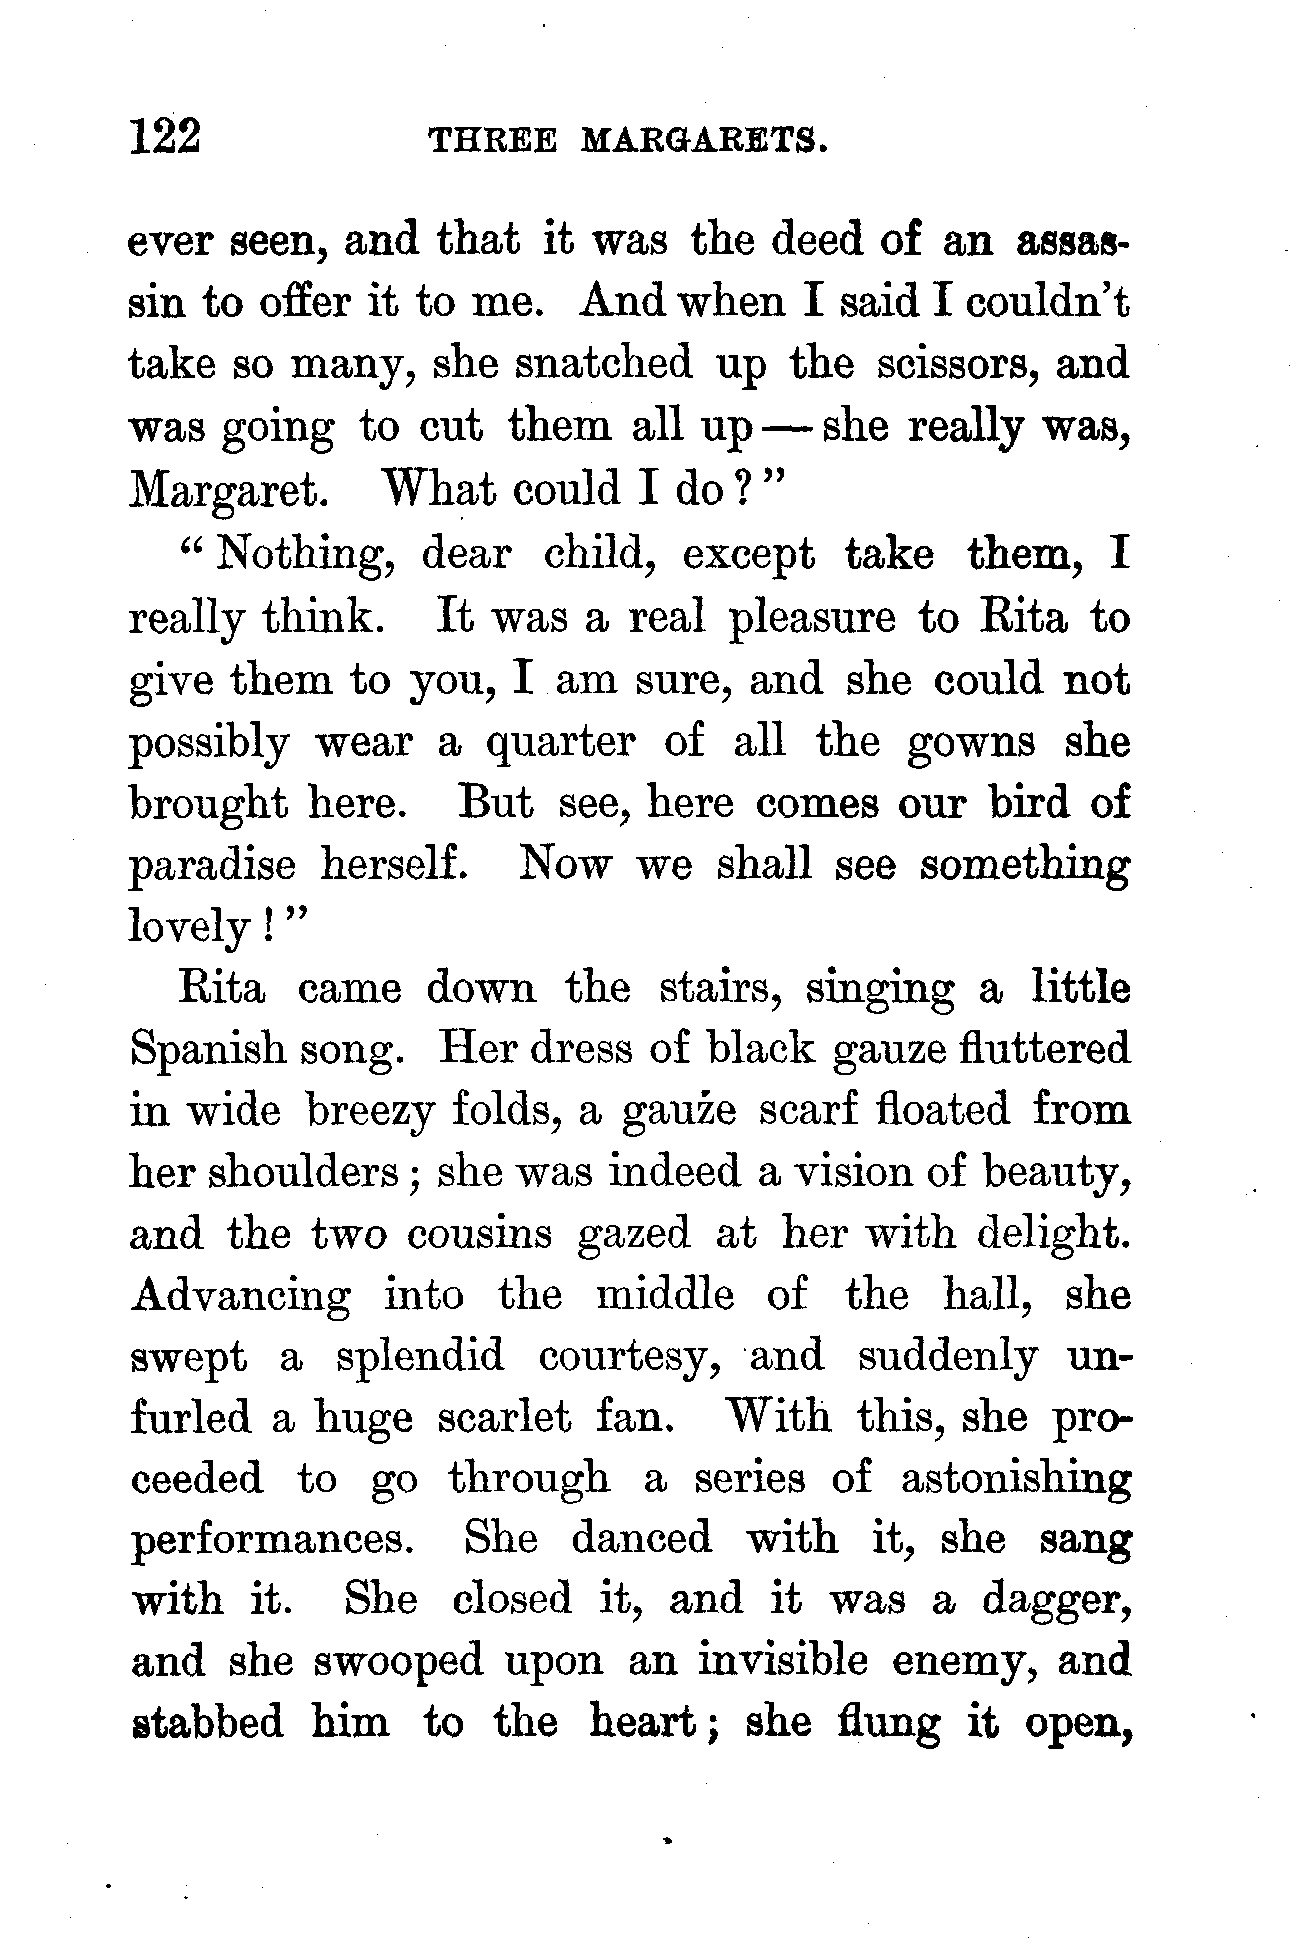 122 THREE MARGARETS.
ever seen, and that it was the deed of an assas-
sin to offer it to me. And when I said I couldn't
take so many, she snatched up the scissors, and
was going to cut them all up — she really was,
Margaret. What could I do?"
"Nothing, dear child, except take them, I
really think. It was a real pleasure to Rita to
give them to you, I am sure, and she could not
possibly wear a quarter of all the gowns she
brought here. But see, here comes our bird of
paradise herself. Now we shall see something
lovely!"
Rita came down the stairs, singing a little
Spanish song. Her dress of black gauze fluttered
in wide breezy folds, a gauze scarf floated from
her shoulders; she was indeed a vision of beauty,
and the two cousins gazed at her with delight.
Advancing into the middle of the hall, she
swept a splendid courtesy, and suddenly un-
furled a huge scarlet fan. With this, she pro-
ceeded to go through a series of astonishing
performances. She danced with it, she sang
with it. She closed it, and it was a dagger,
and she swooped upon an invisible enemy, and
stabbed him to the heart; she flung it open,